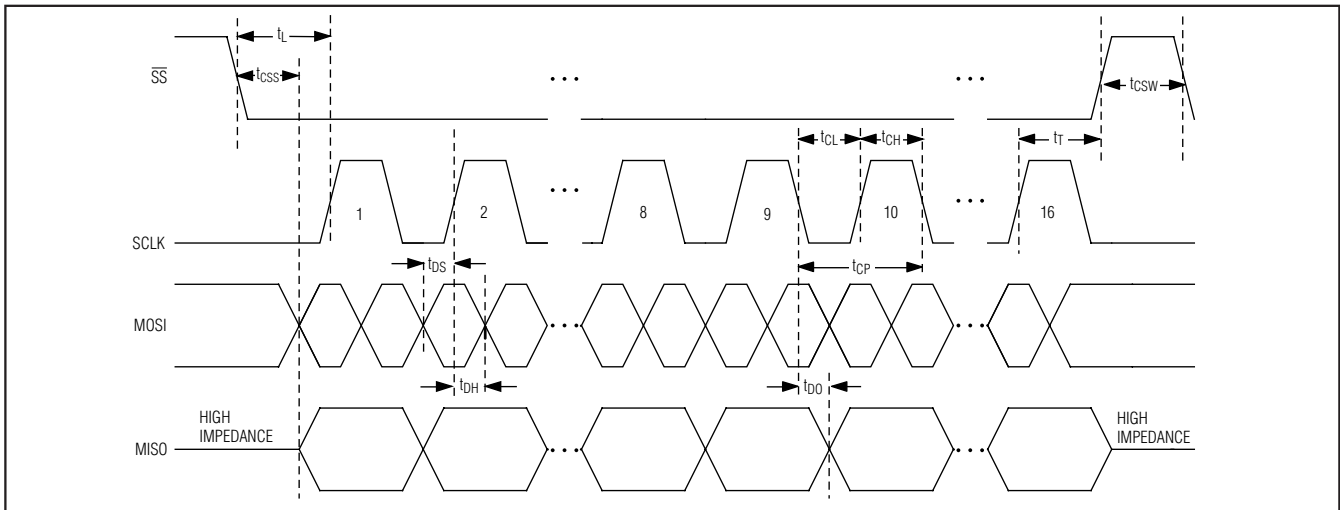 tL
SS
tCSS
• • •
• • •
tCSW
tCL
tCH
tT
• • •
• • •
1
2
8
9
10
16
SCLK
tDS
tCP
MOSI
• • •
• • •
tDH
tDO
HIGH
IMPEDANCE
HIGH
IMPEDANCE
MISO
• • •
• • •